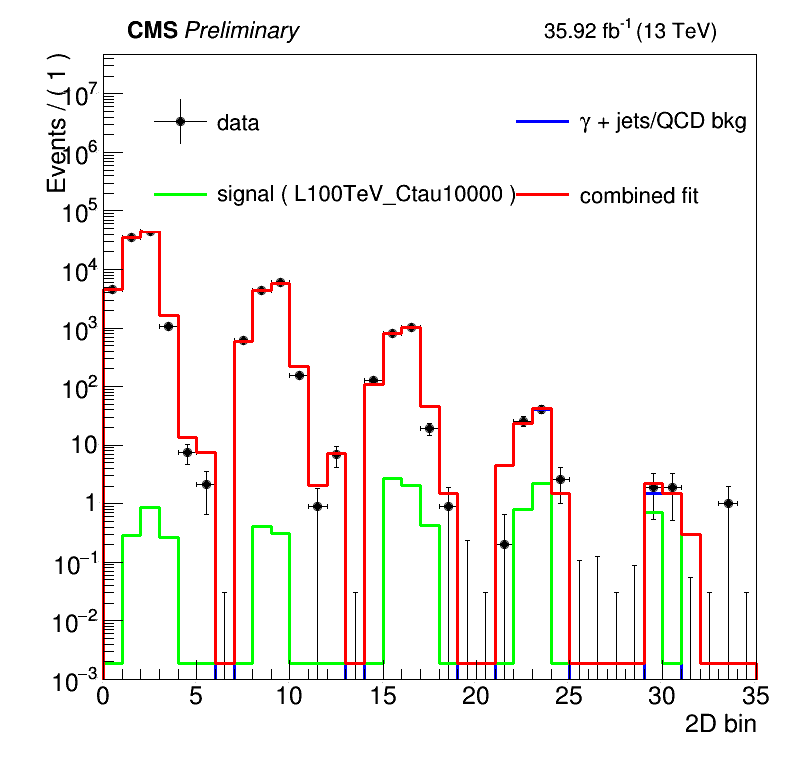 CMS Preliminary 35.92 fb⁻¹ (13 TeV)
Events / ( 1 )
10⁷
10⁶
10⁵
10⁴
10³
10²
10
1
10⁻¹
10⁻²
10⁻³
data
γ + jets/QCD bkg
signal ( L100TeV_Ctau10000 )
combined fit
0 5 10 15 20 25 30 35
2D bin